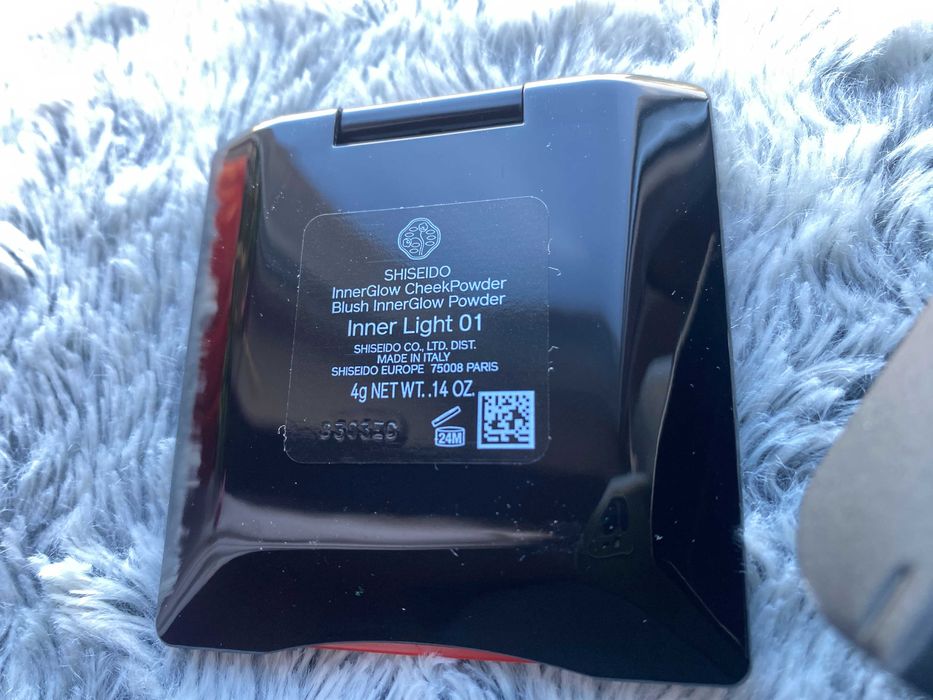 SHISEIDO
InnerGlow CheekPowder
Blush InnerGlow Powder
Inner Light 01
SHISEIDO CO., LTD. DIST.
MADE IN ITALY
SHISEIDO EUROPE 75008 PARIS
4g NET WT. .14 OZ.
24M